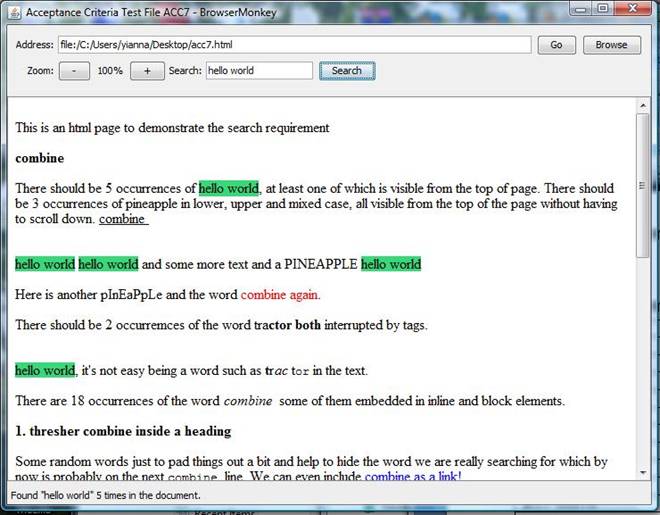 Acceptance Criteria Test File ACC7 - BrowserMonkey
Address: file:/C:/Users/yianna/Desktop/acc7.html Go Browse
Zoom: - 100% + Search: hello world Search
This is an html page to demonstrate the search requirement
combine
There should be 5 occurrences of hello world, at least one of which is visible from the top of page. There should
be 3 occurrences of pineapple in lower, upper and mixed case, all visible from the top of the page without having
to scroll down. combine
hello world hello world and some more text and a PINEAPPLE hello world
Here is another pInEaPpLe and the word combine again.
There should be 2 occurremces of the word tractor both interrupted by tags.
hello world, it's not easy being a word such as tractor in the text.
There are 18 occurrences of the word combine some of them embedded in inline and block elements.
1. thresher combine inside a heading
Some random words just to pad things out a bit and help to hide the word we are really searching for which by
now is probably on the next combine line. We can even include combine as a link!
Found "hello world" 5 times in the document.